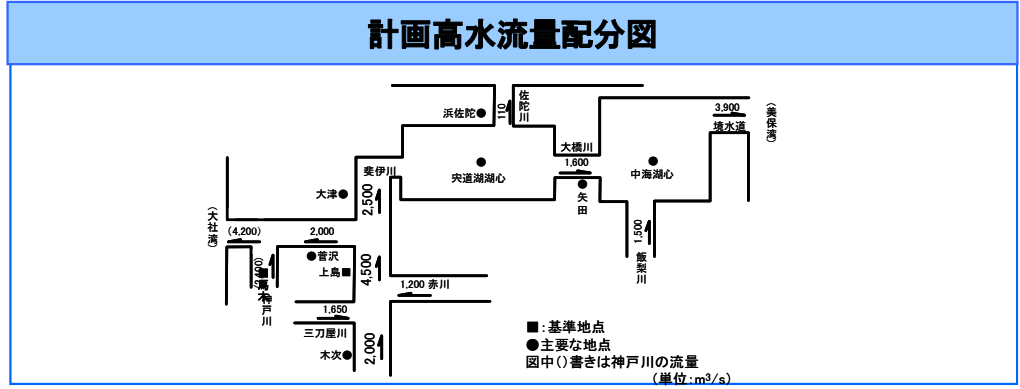 計画高水流量配分図
浜佐陀●
110
佐陀川
3,900
境水道
(美保湾)
大橋川
1,600
斐伊川
宍道湖湖心
中海湖心
矢田
大津●
2,500
(大社湾)
(4,200)
2,000
1,500
飯梨川
●菅沢
上島■
4,500
神戸川
1,200 赤川
1,650
三刀屋川
木次●
2,000
■:基準地点
●主要な地点
図中()書きは神戸川の流量
(単位:m³/s)